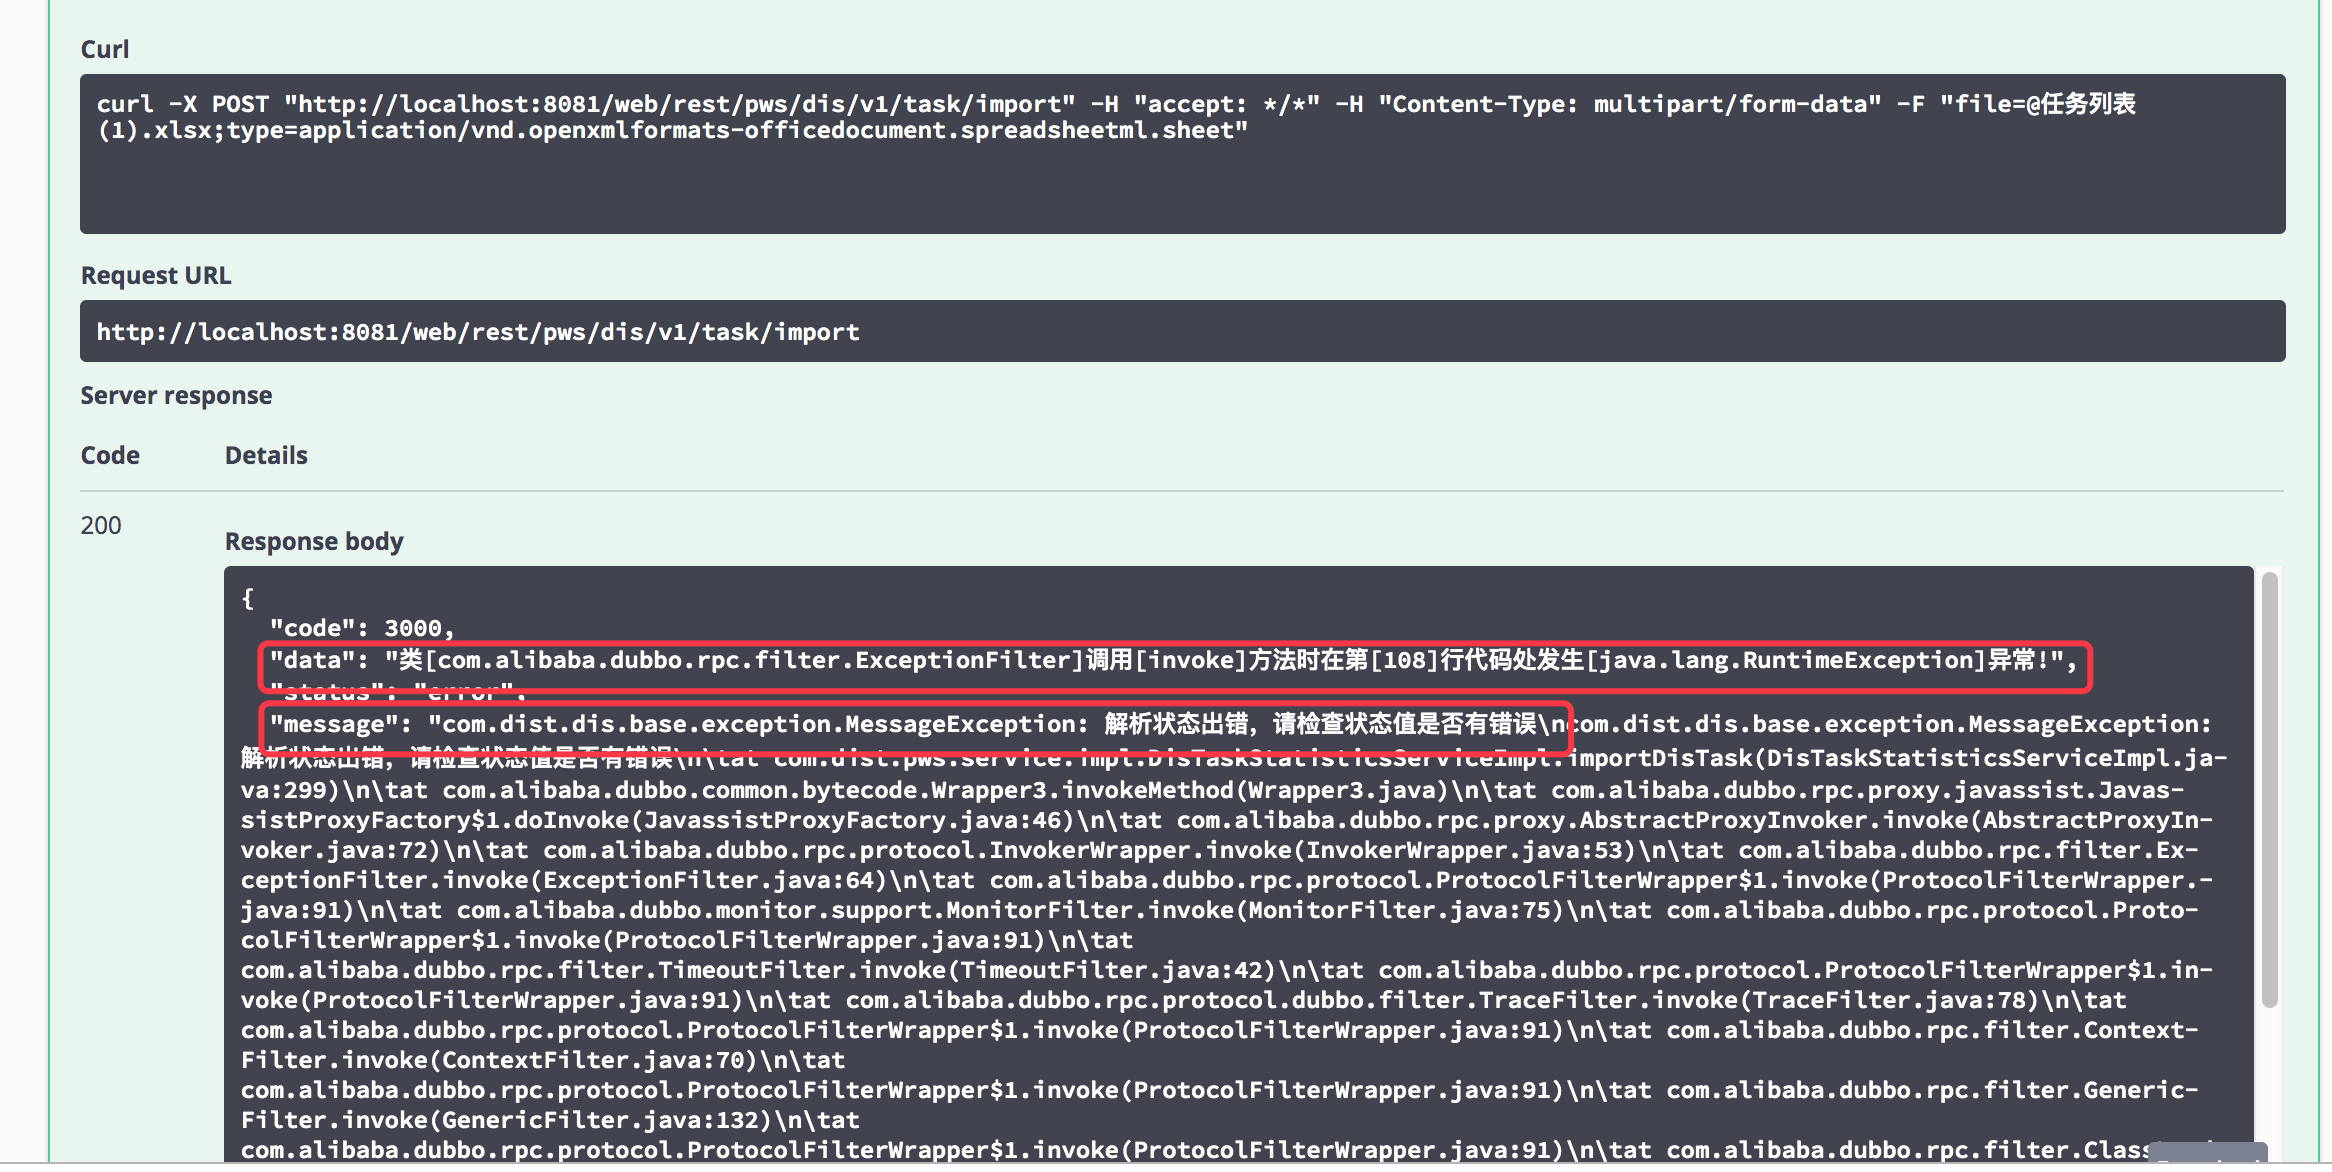 Curl
curl -X POST "http://localhost:8081/web/rest/pws/dis/v1/task/import" -H "accept: */*" -H "Content-Type: multipart/form-data" -F "file=@任务列表
(1).xlsx;type=application/vnd.openxmlformats-officedocument.spreadsheetml.sheet"
Request URL
http://localhost:8081/web/rest/pws/dis/v1/task/import
Server response
Code Details
200
Response body
{
"code": 3000,
"data": "类[com.alibaba.dubbo.rpc.filter.ExceptionFilter]调用[invoke]方法时在第[108]行代码处发生[java.lang.RuntimeException]异常!",
"status": "error",
"message": "com.dist.dis.base.exception.MessageException: 解析状态出错, 请检查状态值是否有错误\ncom.dist.dis.base.exception.MessageException:
解析状态出错, 请检查状态值是否有错误\n\tat com.dist.pws.service.impl.DisTaskStatisticsServiceImpl.importDisTask(DisTaskStatisticsServiceImpl.ja-
va:299)\n\tat com.alibaba.dubbo.common.bytecode.Wrapper3.invokeMethod(Wrapper3.java)\n\tat com.alibaba.dubbo.rpc.proxy.javassist.Javas-
sistProxyFactory$1.doInvoke(JavassistProxyFactory.java:46)\n\tat com.alibaba.dubbo.rpc.proxy.AbstractProxyInvoker.invoke(AbstractProxyIn-
voker.java:72)\n\tat com.alibaba.dubbo.rpc.protocol.InvokerWrapper.invoke(InvokerWrapper.java:53)\n\tat com.alibaba.dubbo.rpc.filter.Ex-
ceptionFilter.invoke(ExceptionFilter.java:64)\n\tat com.alibaba.dubbo.rpc.protocol.ProtocolFilterWrapper$1.invoke(ProtocolFilterWrapper.-
java:91)\n\tat com.alibaba.dubbo.monitor.support.MonitorFilter.invoke(MonitorFilter.java:75)\n\tat com.alibaba.dubbo.rpc.protocol.Proto-
colFilterWrapper$1.invoke(ProtocolFilterWrapper.java:91)\n\tat
com.alibaba.dubbo.rpc.filter.TimeoutFilter.invoke(TimeoutFilter.java:42)\n\tat com.alibaba.dubbo.rpc.protocol.ProtocolFilterWrapper$1.in-
voke(ProtocolFilterWrapper.java:91)\n\tat com.alibaba.dubbo.rpc.protocol.dubbo.filter.TraceFilter.invoke(TraceFilter.java:78)\n\tat
com.alibaba.dubbo.rpc.protocol.ProtocolFilterWrapper$1.invoke(ProtocolFilterWrapper.java:91)\n\tat com.alibaba.dubbo.rpc.filter.Context-
Filter.invoke(ContextFilter.java:70)\n\tat
com.alibaba.dubbo.rpc.protocol.ProtocolFilterWrapper$1.invoke(ProtocolFilterWrapper.java:91)\n\tat com.alibaba.dubbo.rpc.filter.Generic-
Filter.invoke(GenericFilter.java:132)\n\tat
com.alibaba.dubbo.rpc.protocol.ProtocolFilterWrapper$1.invoke(ProtocolFilterWrapper.java:91)\n\tat